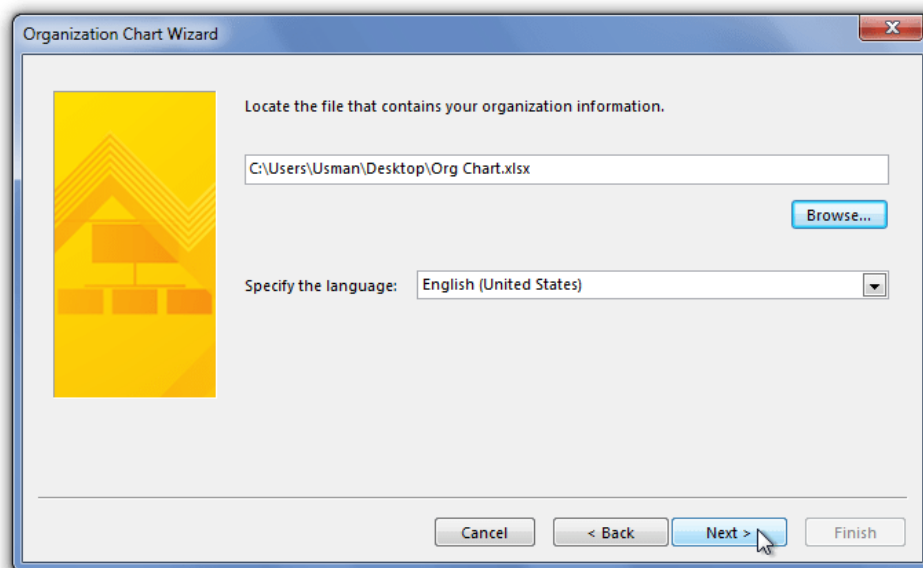 Organization Chart Wizard
Locate the file that contains your organization information.
C:\Users\Usman\Desktop\Org Chart.xlsx
Browse...
Specify the language: English (United States)
Cancel < Back Next > Finish